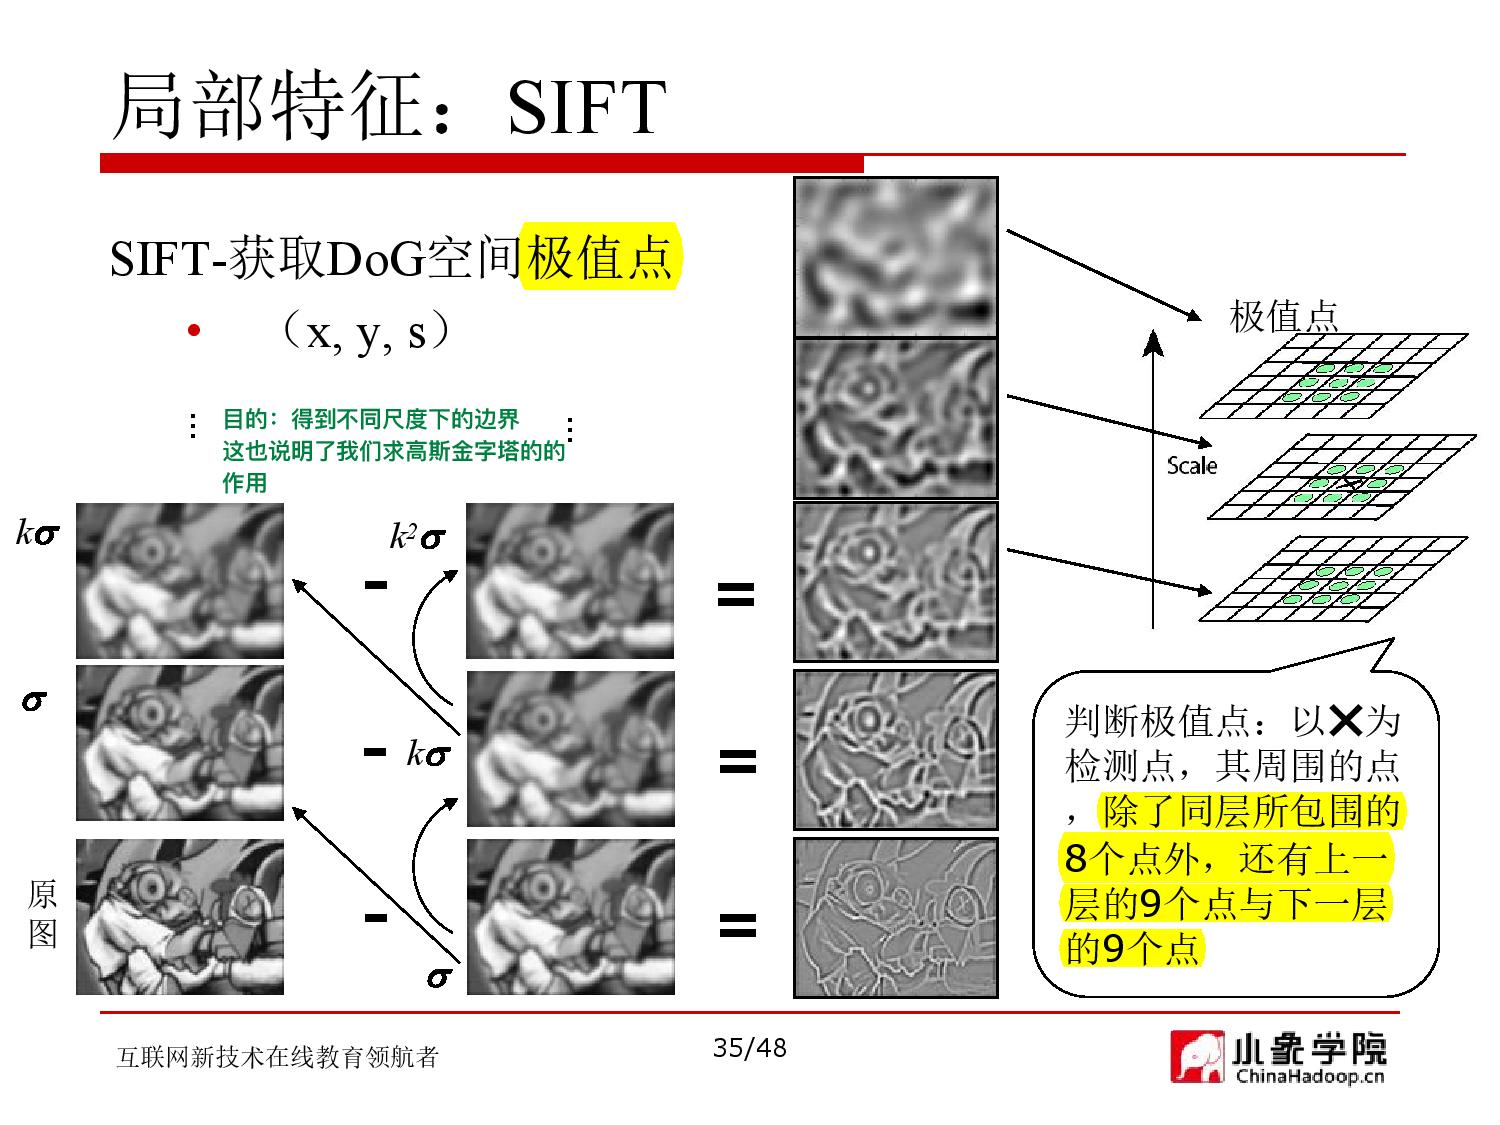 局部特征：SIFT
SIFT-获取DoG空间极值点
• （x, y, s）
目的：得到不同尺度下的边界
这也说明了我们求高斯金字塔的的
作用
kσ
k²σ
-
=
σ
-
kσ
=
原
图
-
σ
=
极值点
Scale
判断极值点：以✕为
检测点，其周围的点
，除了同层所包围的
8个点外，还有上一
层的9个点与下一层
的9个点
互联网新技术在线教育领航者
35/48
小象学院
ChinaHadoop.cn